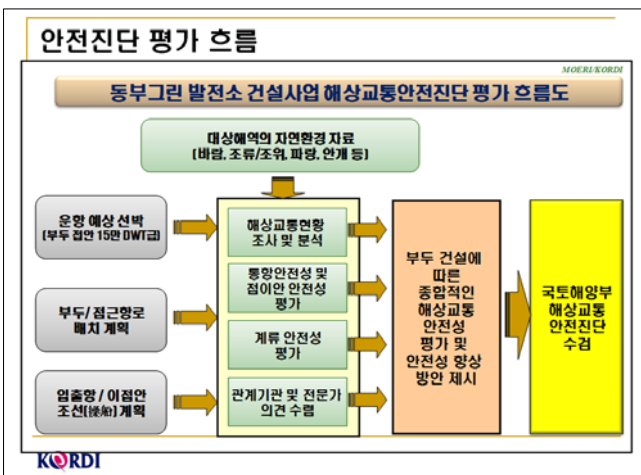 안전진단 평가 흐름
MOERI/KORDI
동부그린 발전소 건설사업 해상교통안전진단 평가 흐름도
대상해역의 자연환경 자료
(바람, 조류/조위, 파랑, 안개 등)
운항 예상 선박
(부두 접안 15만 DWT급)
부두/접근항로
배치 계획
입출항/이접안
조선(操船)계획
해상교통현황
조사 및 분석
통항안전성 및
접이안 안전성
평가
계류 안전성
평가
관계기관 및 전문가
의견 수렴
부두 건설에
따른
종합적인
해상교통
안전성
평가 및
안전성 향상
방안 제시
국토해양부
해상교통
안전진단
수검
KORDI